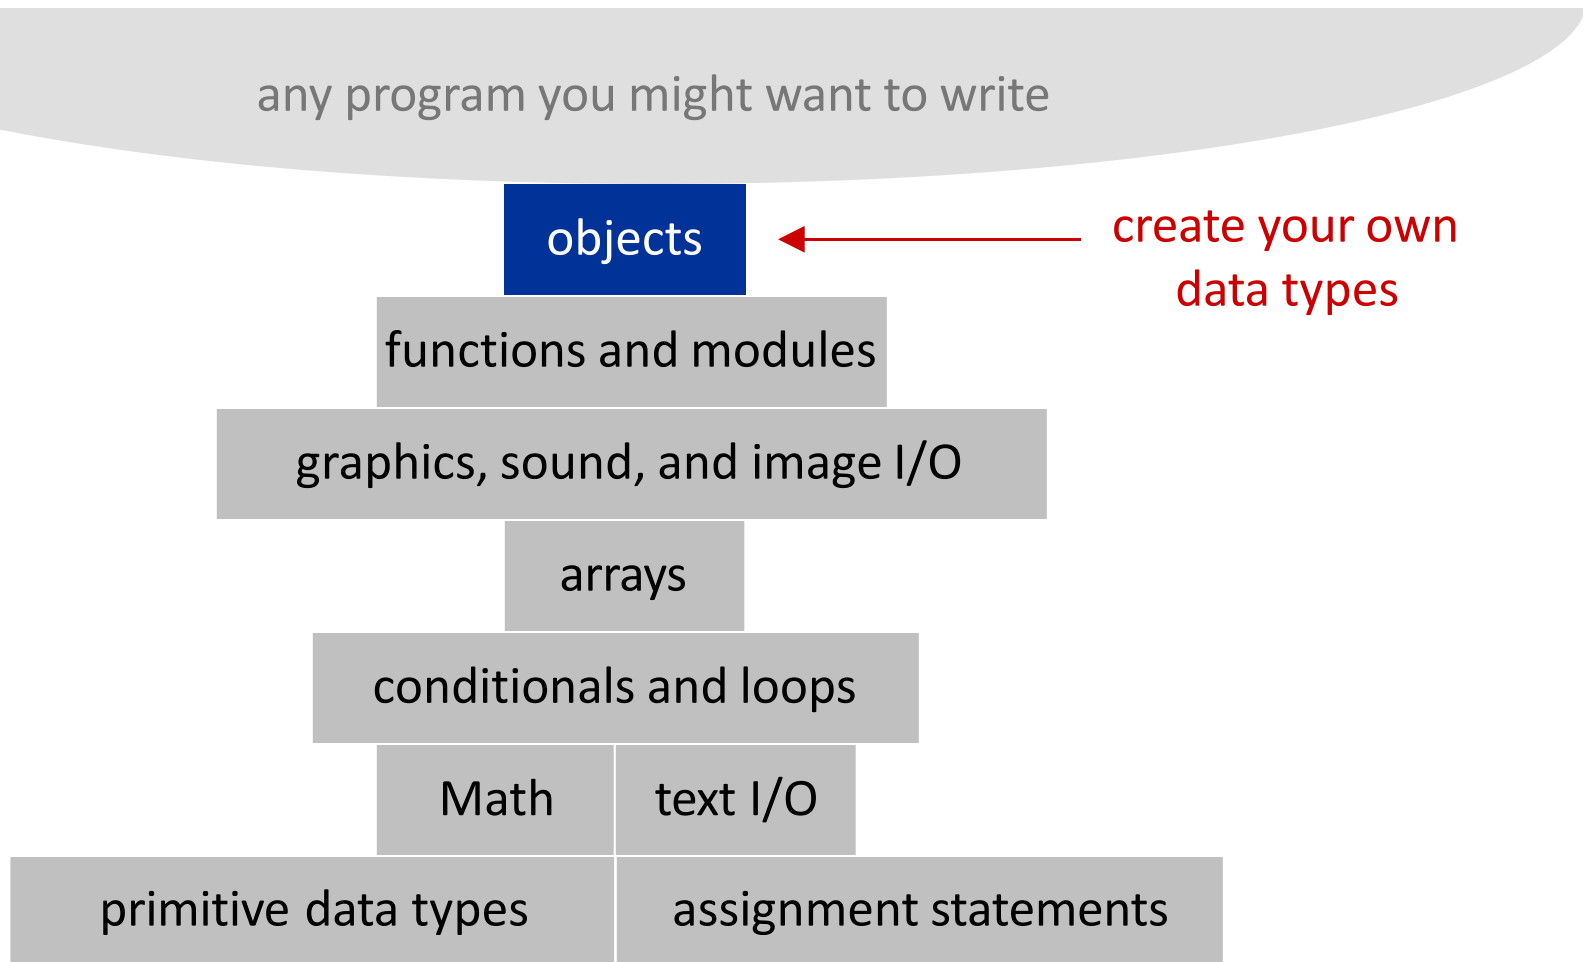 any program you might want to write
objects
create your own
data types
functions and modules
graphics, sound, and image I/O
arrays
conditionals and loops
Math
text I/O
primitive data types
assignment statements